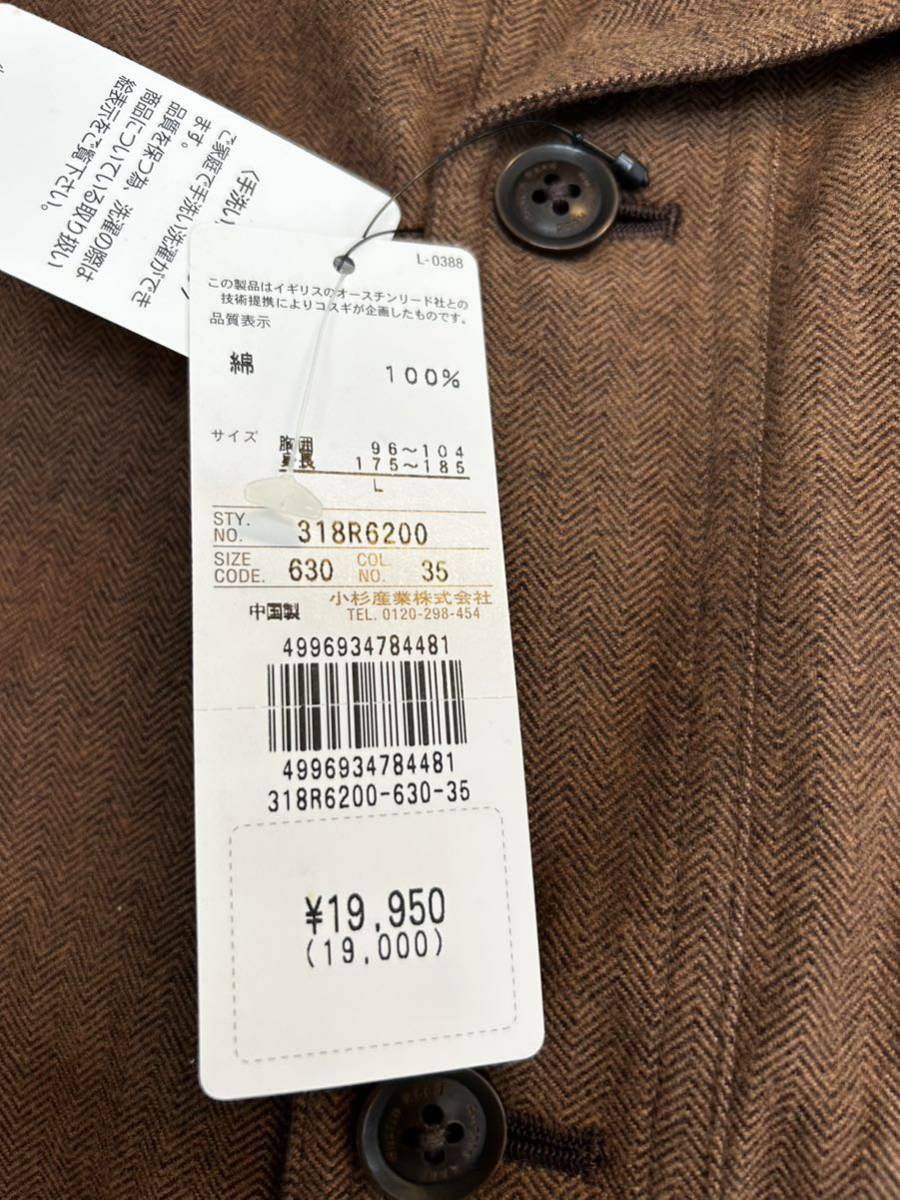 〈手洗い
ご家庭で手洗い洗濯ができ
ます。
品質を保つ為、洗濯の際は
商品についている取り扱い
絵表示をご覧下さい。
L-0388
この製品はイギリスのオースチンリード社との
技術提携によりコスギが企画したものです。
品質表示
綿 100%
サイズ 胸囲 96~104
身長 175~185
L
STY. NO. 318R6200
SIZE CODE. 630 COL NO. 35
中国製 小杉産業株式会社
TEL. 0120-298-454
4996934784481
4996934784481
318R6200-630-35
¥19,950
(19,000)